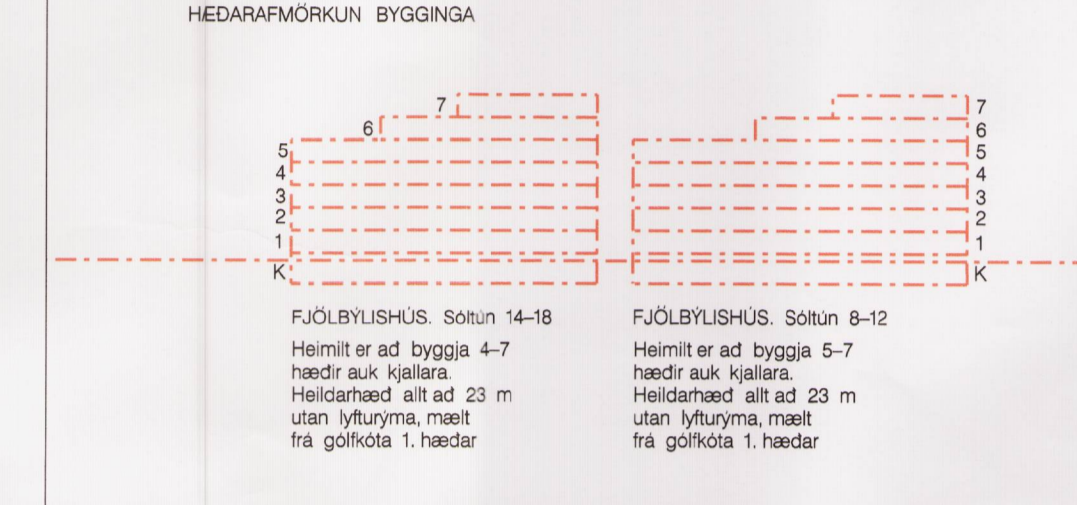 HÆÐARAFMÖRKUN BYGGINGA
7
6
5
4
3
2
1
K
7
6
5
4
3
2
1
K
FJÖLBÝLISHÚS. Sóltún 14–18
Heimilt er að byggja 4–7
hæðir auk kjallara.
Heildarhæð allt að 23 m
utan lyfturýma, mælt
frá gólfkóta 1. hæðar
FJÖLBÝLISHÚS. Sóltún 8–12
Heimilt er að byggja 5–7
hæðir auk kjallara.
Heildarhæð allt að 23 m
utan lyfturýma, mælt
frá gólfkóta 1. hæðar